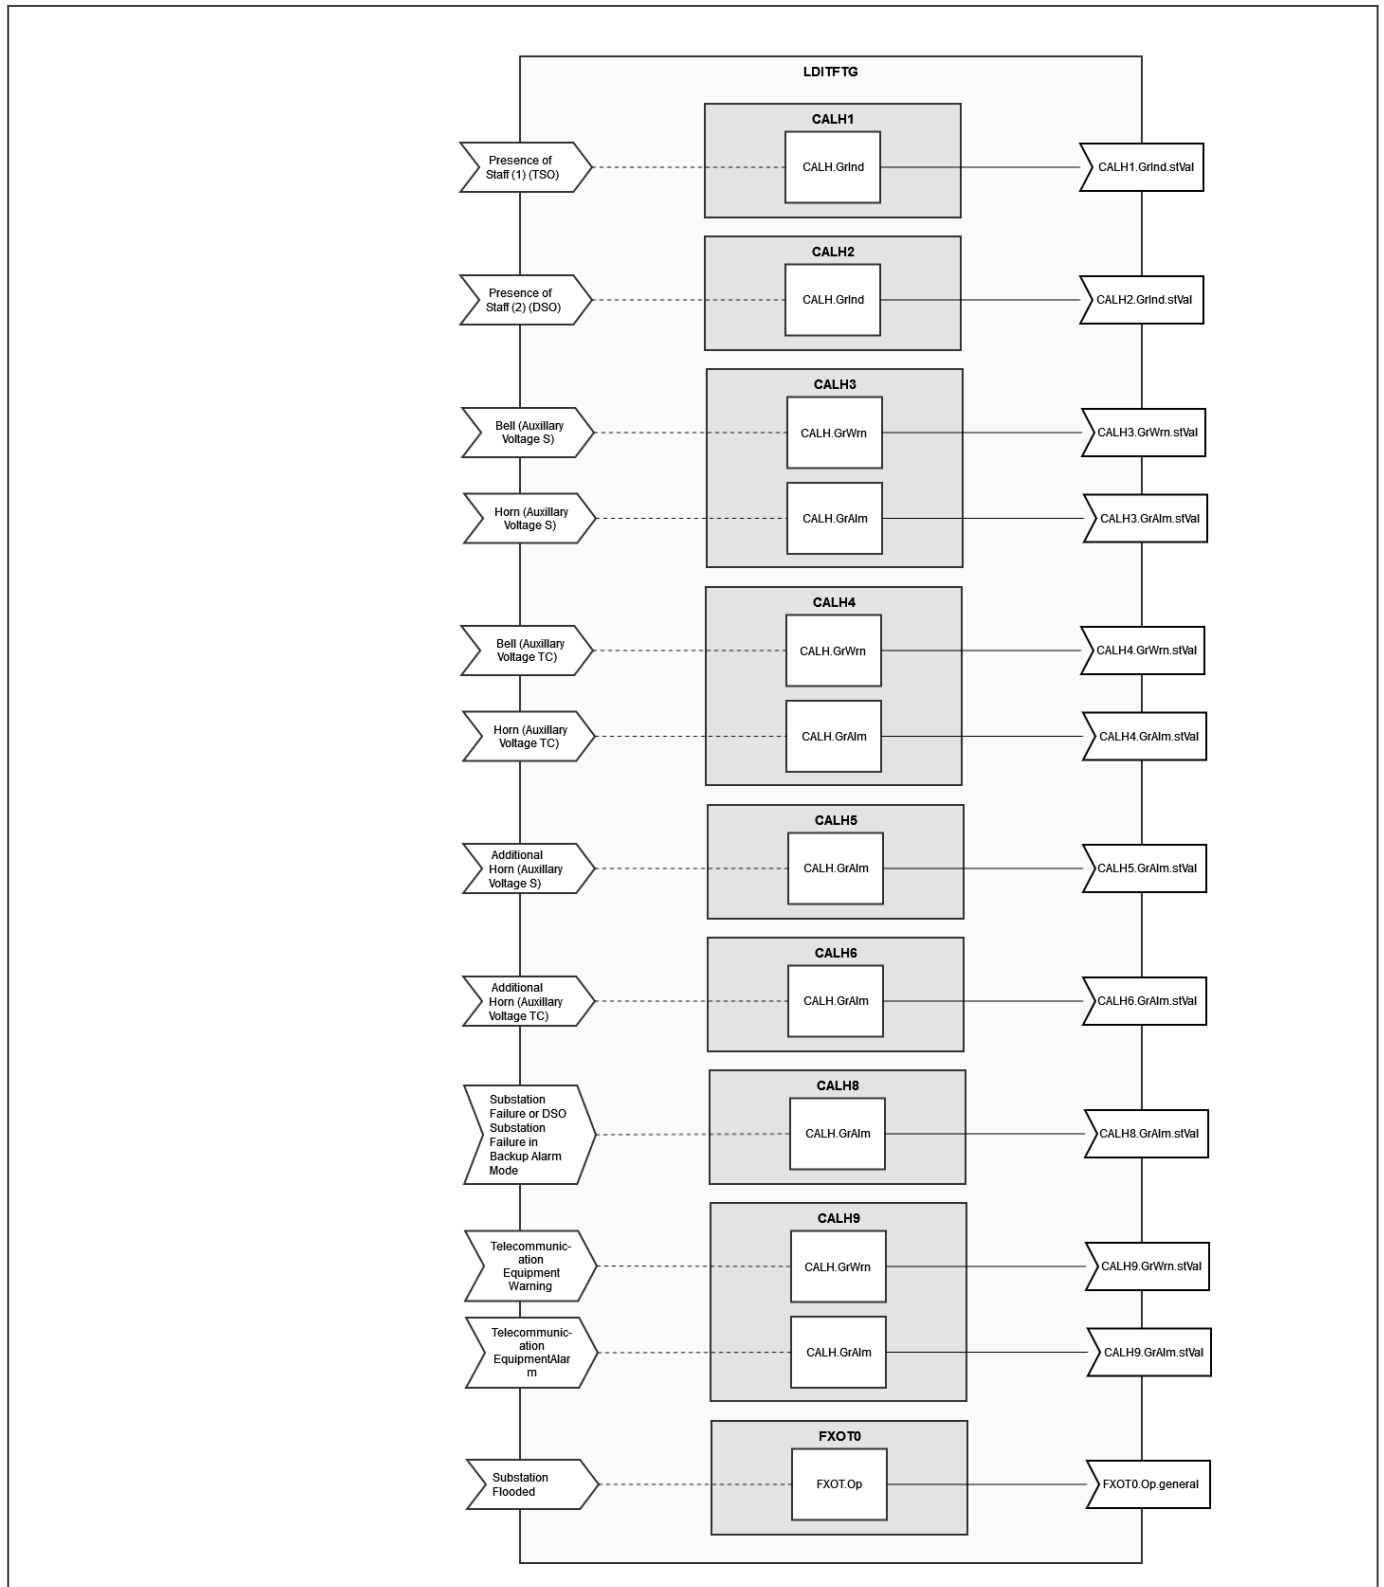 LDITFTG
CALH1
Presence of
Staff (1) (TSO)
CALH.GrInd
CALH1.GrInd.stVal
CALH2
Presence of
Staff (2) (DSO)
CALH.GrInd
CALH2.GrInd.stVal
CALH3
Bell (Auxillary
Voltage S)
CALH.GrWrn
CALH3.GrWrn.stVal
Horn (Auxillary
Voltage S)
CALH.GrAlm
CALH3.GrAlm.stVal
CALH4
Bell (Auxillary
Voltage TC)
CALH.GrWrn
CALH4.GrWrn.stVal
Horn (Auxillary
Voltage TC)
CALH.GrAlm
CALH4.GrAlm.stVal
CALH5
Additional
Horn (Auxillary
Voltage S)
CALH.GrAlm
CALH5.GrAlm.stVal
CALH6
Additional
Horn (Auxillary
Voltage TC)
CALH.GrAlm
CALH6.GrAlm.stVal
CALH8
Substation
Failure or DSO
Substation
Failure in
Backup Alarm
Mode
CALH.GrAlm
CALH8.GrAlm.stVal
CALH9
Telecommunic-
ation
Equipment
Warning
CALH.GrWrn
CALH9.GrWrn.stVal
Telecommunic-
ation
EquipmentAlar
m
CALH.GrAlm
CALH9.GrAlm.stVal
FXOT0
Substation
Flooded
FXOT.Op
FXOT0.Op.general